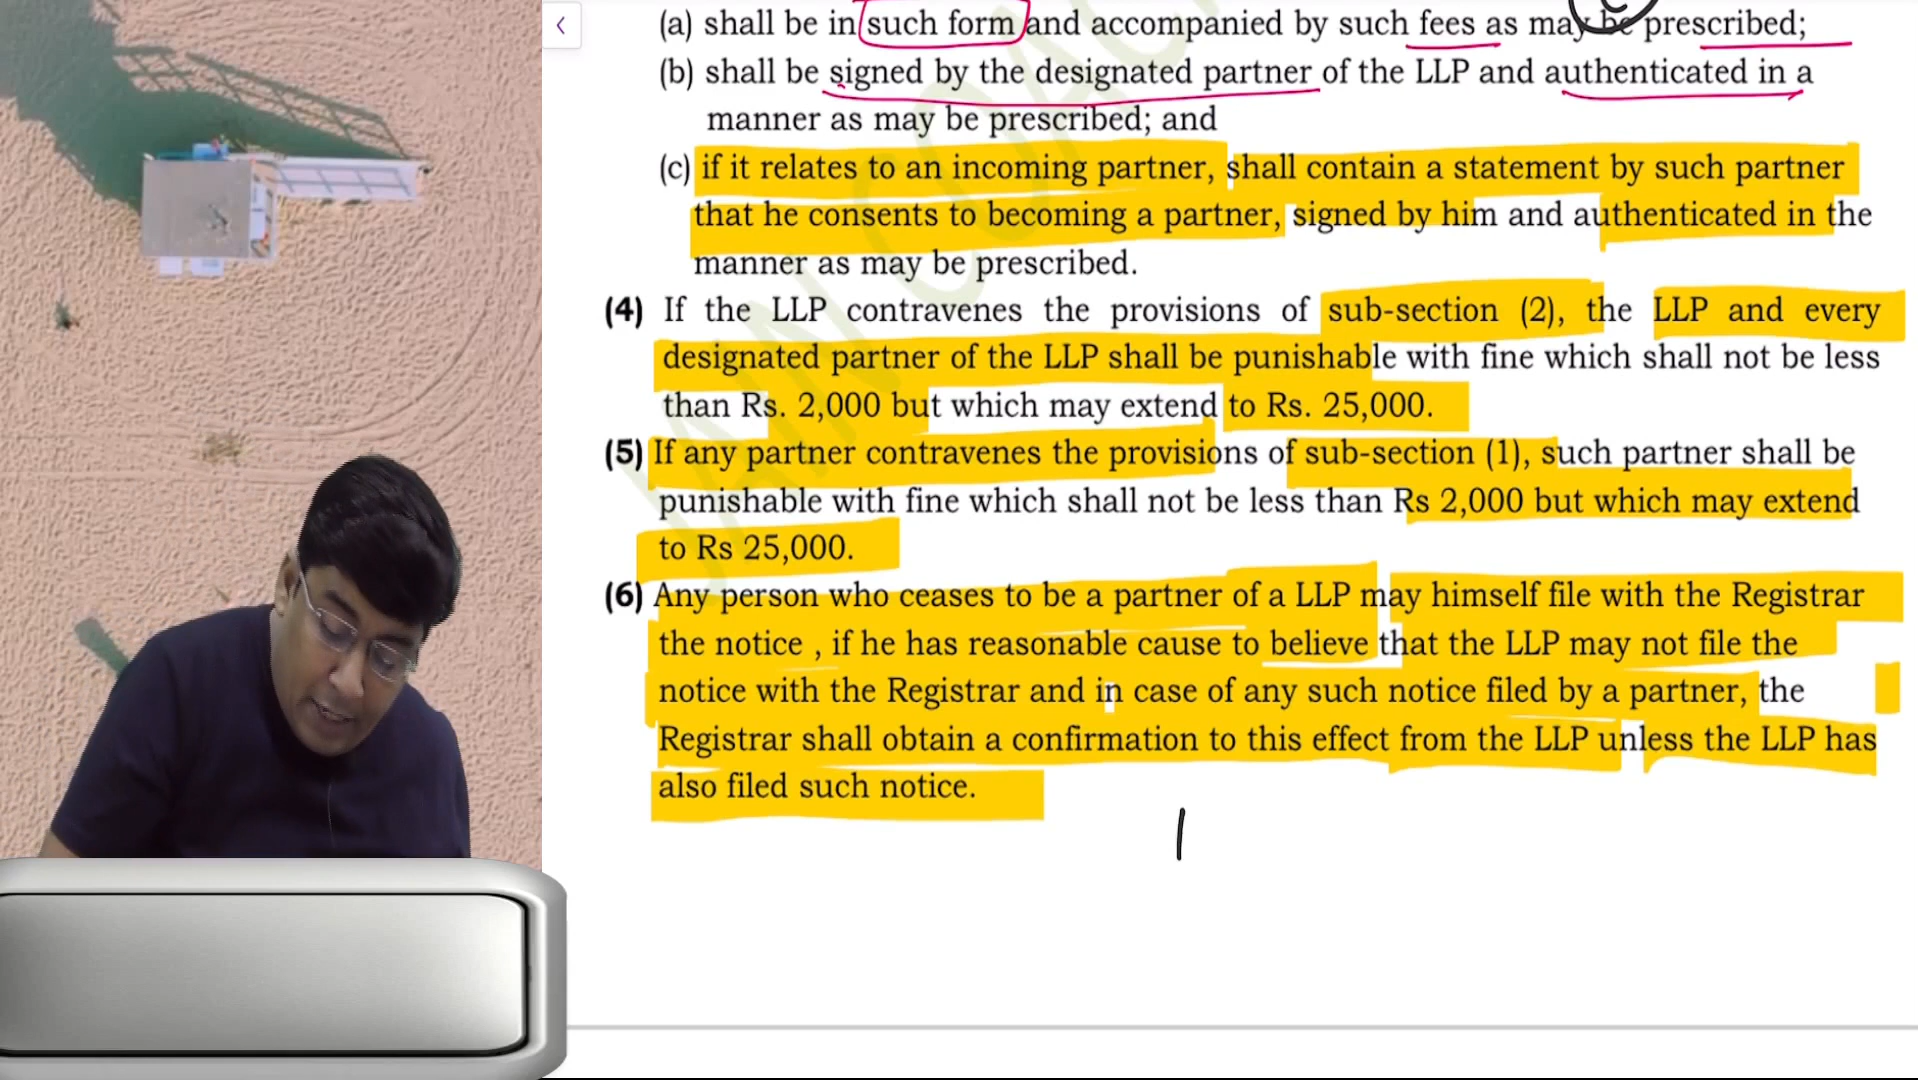 (a) shall be in such form and accompanied by such fees as may be prescribed;
(b) shall be signed by the designated partner of the LLP and authenticated in a
manner as may be prescribed; and
(c) if it relates to an incoming partner, shall contain a statement by such partner
that he consents to becoming a partner, signed by him and authenticated in the
manner as may be prescribed.
(4) If the LLP contravenes the provisions of sub-section (2), the LLP and every
designated partner of the LLP shall be punishable with fine which shall not be less
than Rs. 2,000 but which may extend to Rs. 25,000.
(5) If any partner contravenes the provisions of sub-section (1), such partner shall be
punishable with fine which shall not be less than Rs 2,000 but which may extend
to Rs 25,000.
(6) Any person who ceases to be a partner of a LLP may himself file with the Registrar
the notice , if he has reasonable cause to believe that the LLP may not file the
notice with the Registrar and in case of any such notice filed by a partner, the
Registrar shall obtain a confirmation to this effect from the LLP unless the LLP has
also filed such notice.